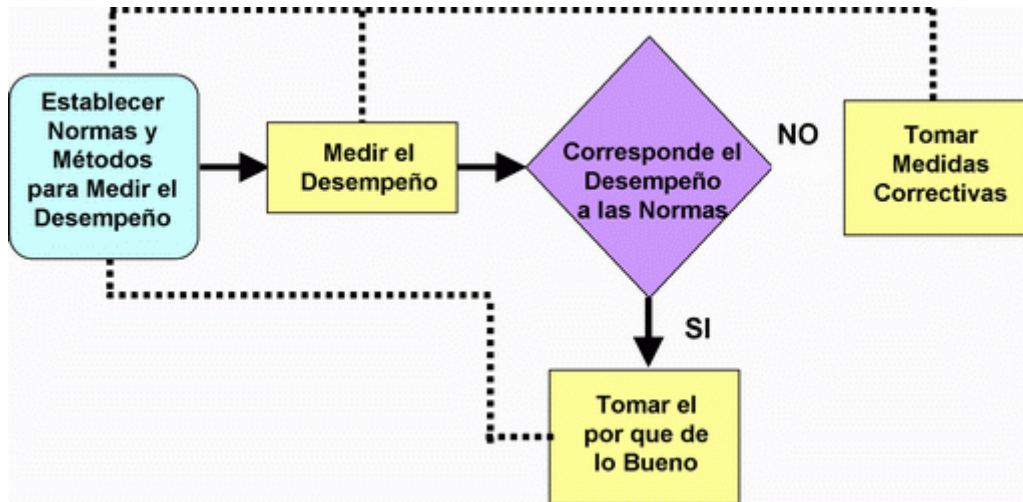 Establecer
Normas y
Métodos
para Medir el
Desempeño
Medir el
Desempeño
Corresponde el
Desempeño
a las Normas
NO
Tomar
Medidas
Correctivas
SI
Tomar el
por que de
lo Bueno